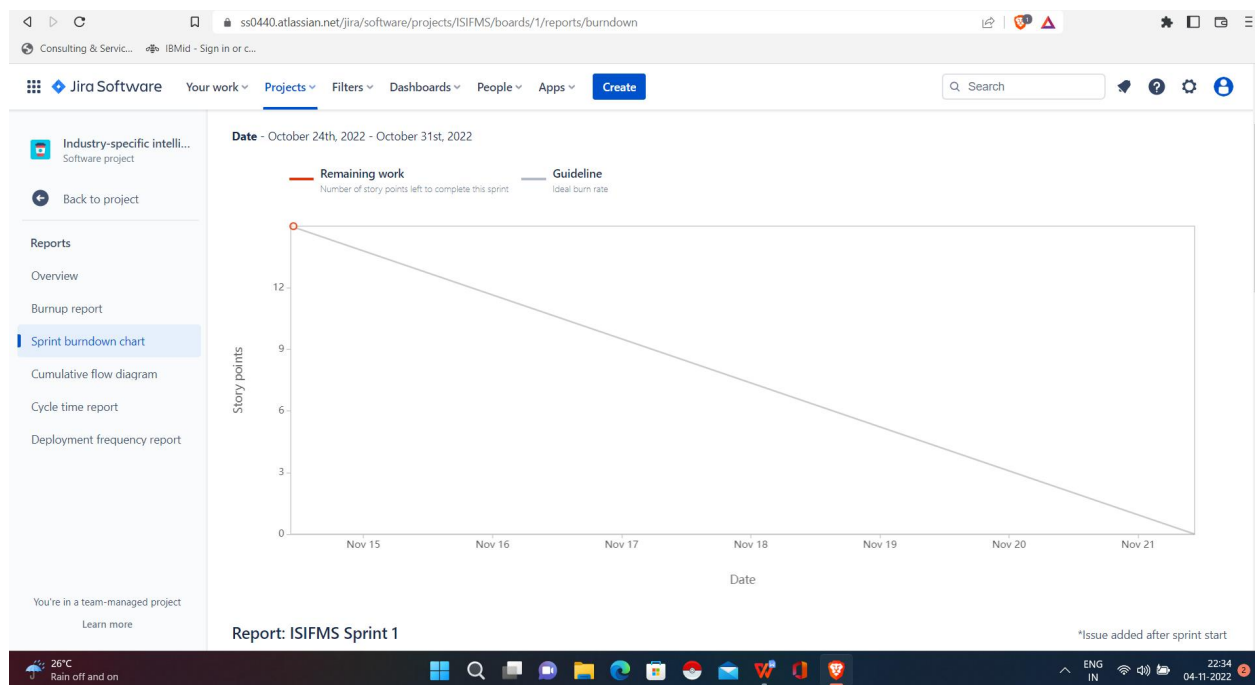 ss0440.atlassian.net/jira/software/projects/ISIFMS/boards/1/reports/burndown
1
Consulting & Servic...
IBMid - Sign in or c...
Jira Software
Your work
Projects
Filters
Dashboards
People
Apps
Create
Search
Industry-specific intelli...
Software project
Back to project
Reports
Overview
Burnup report
Sprint burndown chart
Cumulative flow diagram
Cycle time report
Deployment frequency report
You're in a team-managed project
Learn more
Date - October 24th, 2022 - October 31st, 2022
Remaining work
Number of story points left to complete this sprint
Guideline
Ideal burn rate
Story points
12
9
6
3
0
Nov 15 Nov 16 Nov 17 Nov 18 Nov 19 Nov 20 Nov 21
Date
Report: ISIFMS Sprint 1
*Issue added after sprint start
26°C
Rain off and on
ENG
IN
22:34
04-11-2022
2